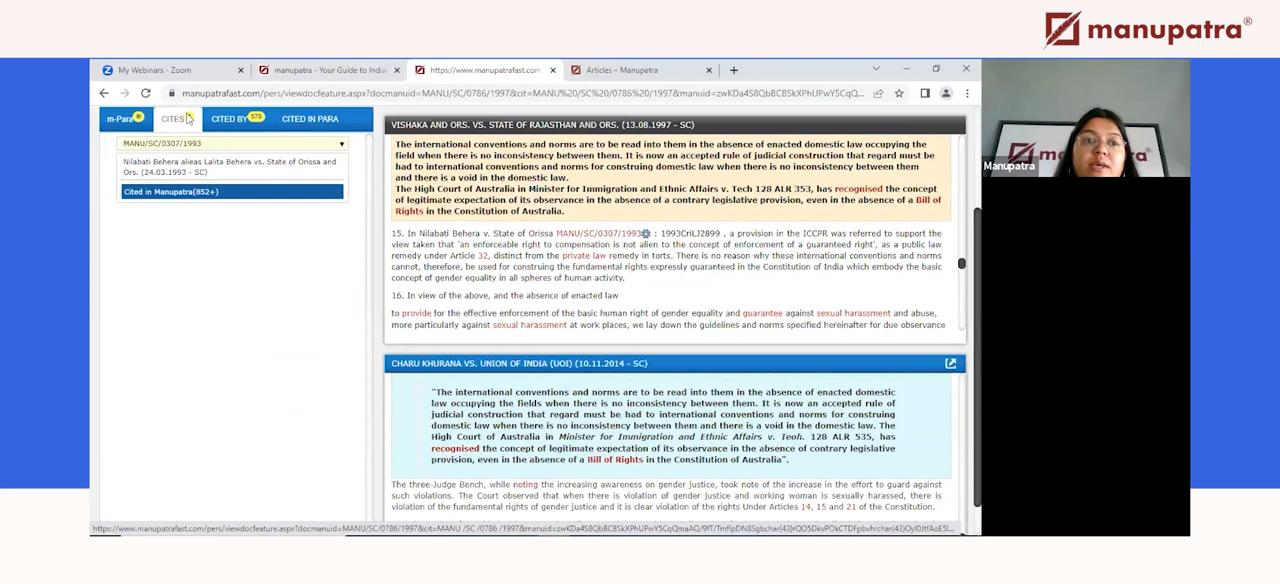 manupatra®
My Webinars - Zoom
manupatra - Your Guide to India
https://www.manupatrafast.com
Articles – Manupatra
manupatrafast.com/pers/viewdocfeature.aspx?docmanuid=MANU/SC/0786/1997&cit=MANU%20/SC%20/0786%20/1997&manuid=zwKDa4S8QbBCBSkXPhUPwY5CcQ...
m-Para
CITES
CITED BY 579
CITED IN PARA
MANU/SC/0307/1993
Nilabati Behera alieas Lalita Behera vs. State of Orissa and
Ors. (24.03.1993 - SC)
Cited in Manupatra(852+)
VISHAKA AND ORS. VS. STATE OF RAJASTHAN AND ORS. (13.08.1997 - SC)
The international conventions and norms are to be read into them in the absence of enacted domestic law occupying the
field when there is no inconsistency between them. It is now an accepted rule of judicial construction that regard must be
had to international conventions and norms for construing domestic law when there is no inconsistency between them
and there is a void in the domestic law.
The High Court of Australia in Minister for Immigration and Ethnic Affairs v. Tech 128 ALR 353, has recognised the concept
of legitimate expectation of its observance in the absence of a contrary legislative provision, even in the absence of a Bill of
Rights in the Constitution of Australia.
15. In Nilabati Behera v. State of Orissa MANU/SC/0307/1993 : 1993CriLJ2899 , a provision in the ICCPR was referred to support the
view taken that 'an enforceable right to compensation is not alien to the concept of enforcement of a guaranteed right', as a public law
remedy under Article 32, distinct from the private law remedy in torts. There is no reason why these international conventions and norms
cannot, therefore, be used for construing the fundamental rights expressly guaranteed in the Constitution of India which embody the basic
concept of gender equality in all spheres of human activity.
16. In view of the above, and the absence of enacted law
to provide for the effective enforcement of the basic human right of gender equality and guarantee against sexual harassment and abuse,
more particularly against sexual harassment at work places, we lay down the guidelines and norms specified hereinafter for due observance
CHARU KHURANA VS. UNION OF INDIA (UOI) (10.11.2014 - SC)
"The international conventions and norms are to be read into them in the absence of enacted domestic
law occupying the fields when there is no inconsistency between them. It is now an accepted rule of
judicial construction that regard must be had to international conventions and norms for construing
domestic law when there is no inconsistency between them and there is a void in the domestic law. The
High Court of Australia in Minister for Immigration and Ethnic Affairs v. Teoh. 128 ALR 535, has
recognised the concept of legitimate expectation of its observance in the absence of contrary legislative
provision, even in the absence of a Bill of Rights in the Constitution of Australia".
The three-Judge Bench, while noting the increasing awareness on gender justice, took note of the increase in the effort to guard against
such violations. The Court observed that when there is violation of gender justice and working woman is sexually harassed, there is
violation of the fundamental rights of gender justice and it is clear violation of the rights Under Articles 14, 15 and 21 of the Constitution.
Manupatra